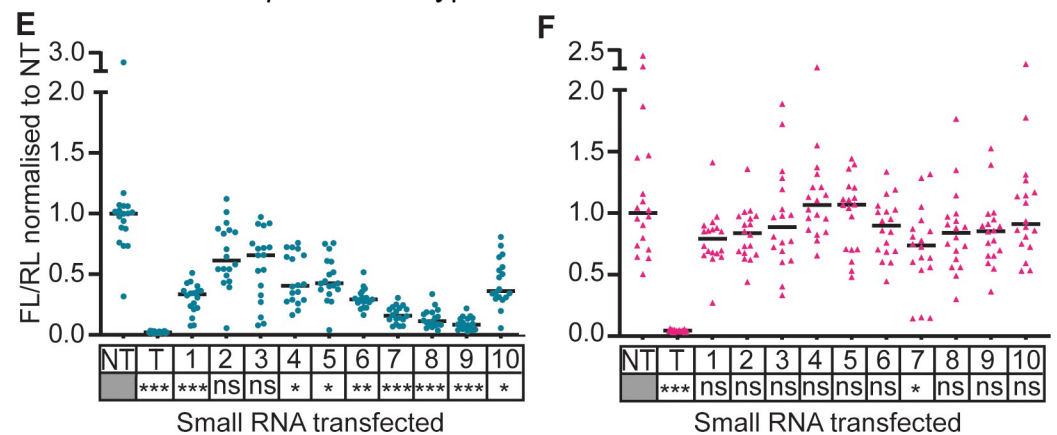 E
FL/RL normalised to NT
3.0
2.0
1.5
1.0
0.5
0.0
NT T 1 2 3 4 5 6 7 8 9 10
*** *** ns ns * * ** *** *** *** *
Small RNA transfected
F
2.5
2.0
1.5
1.0
0.5
0.0
NT T 1 2 3 4 5 6 7 8 9 10
*** ns ns ns ns ns ns * ns ns ns
Small RNA transfected